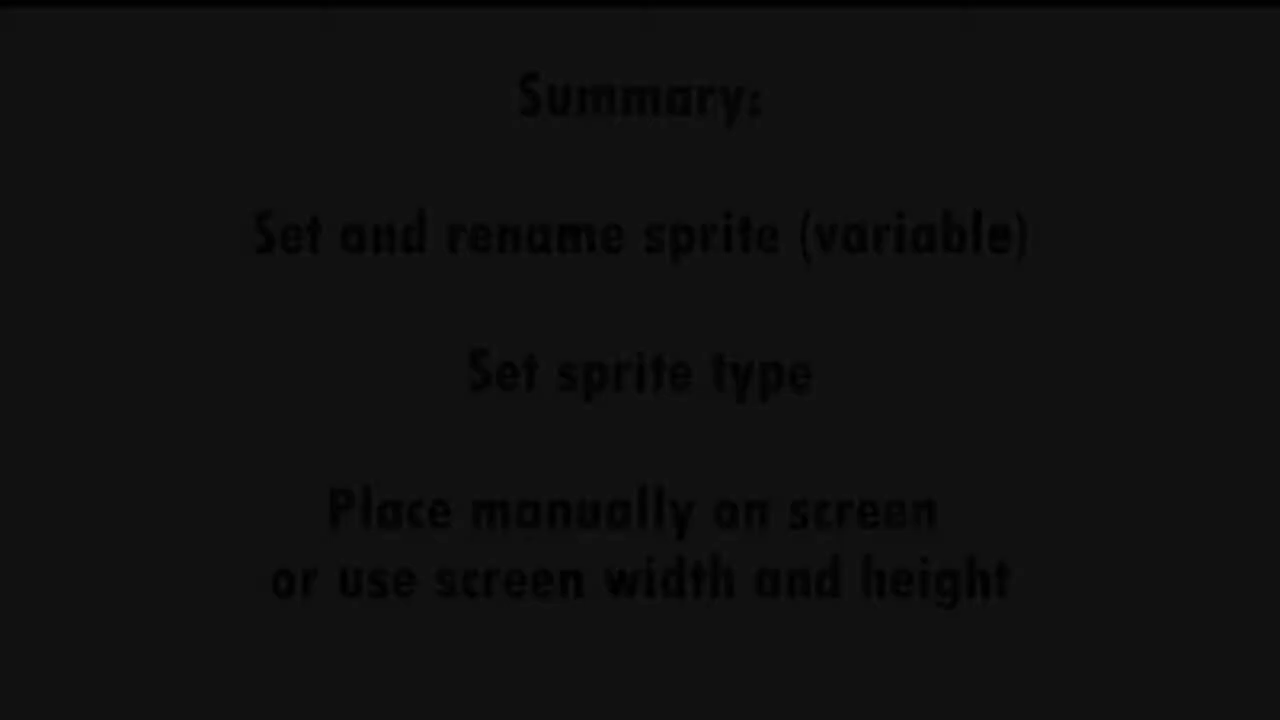 Summary:
Set and rename sprite (variable)
Set sprite type
Place manually on screen
or use screen width and height